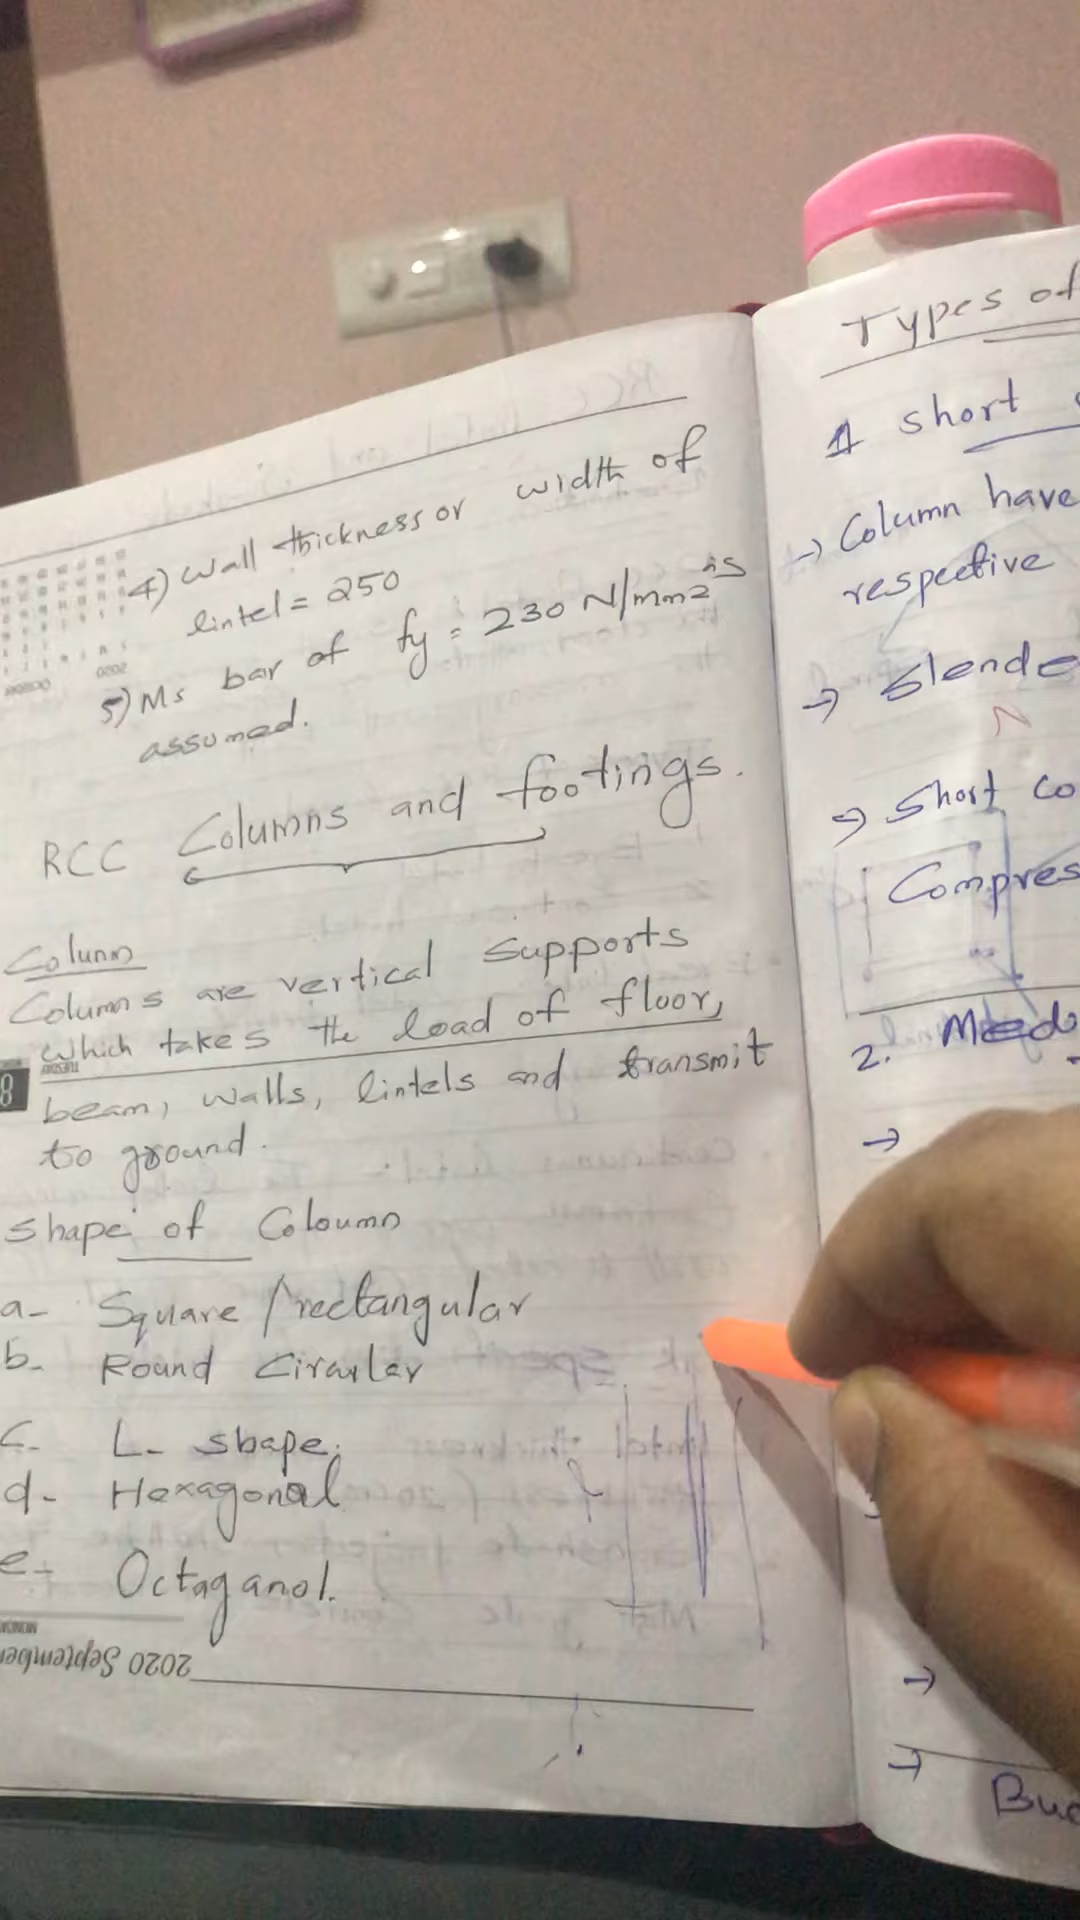 4) Wall thickness or width of
lintel = 250
5) Ms bar of fy = 230 N/mm2 is
assumed.
RCC Columns and footings.
Column
Columns are vertical supports
which takes the load of floor,
beam, walls, lintels and transmit
to ground.
Shape of Coloumn
a- Square / rectangular
b- Round Circular
c- L- shape.
d- Hexagonal
e- Octaganol.
2020 September
Types of
1 short
→ Column have
respective
→ Slende
→ Short co
Compres
2. Med
→
→
→
Buc